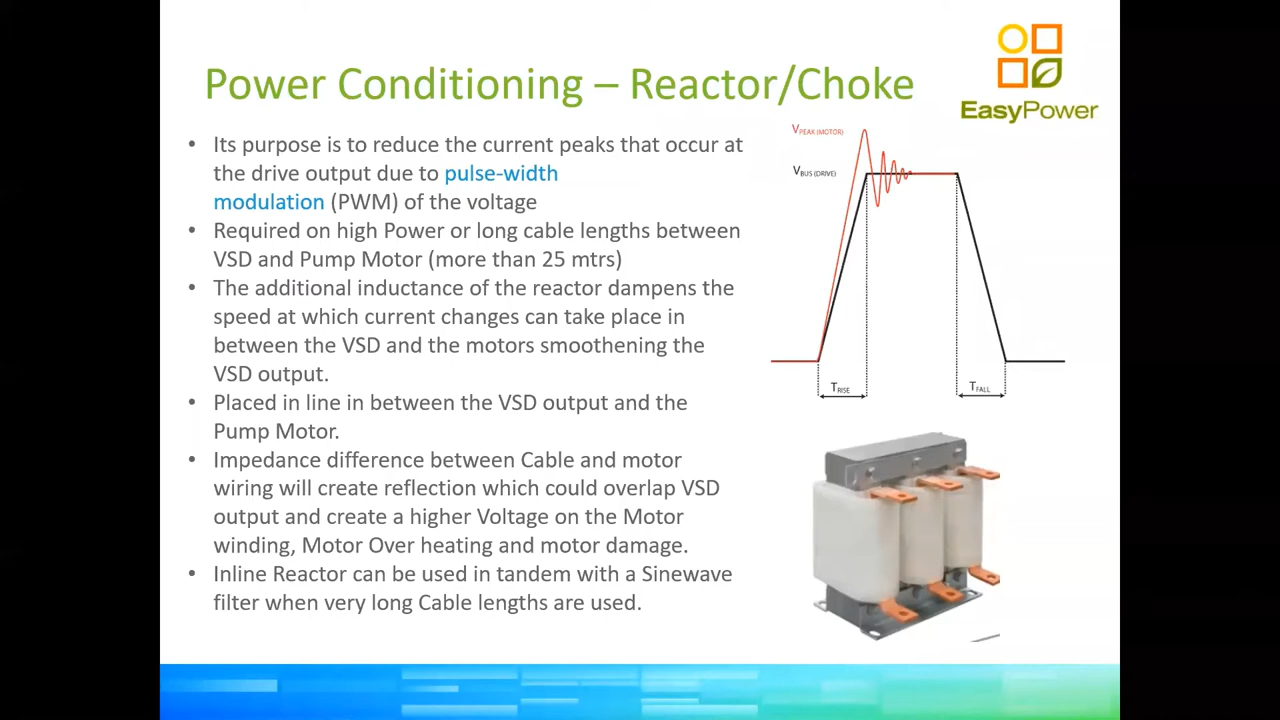 Power Conditioning – Reactor/Choke
EasyPower
• Its purpose is to reduce the current peaks that occur at
the drive output due to pulse-width
modulation (PWM) of the voltage
• Required on high Power or long cable lengths between
VSD and Pump Motor (more than 25 mtrs)
• The additional inductance of the reactor dampens the
speed at which current changes can take place in
between the VSD and the motors smoothening the
VSD output.
• Placed in line in between the VSD output and the
Pump Motor.
• Impedance difference between Cable and motor
wiring will create reflection which could overlap VSD
output and create a higher Voltage on the Motor
winding, Motor Over heating and motor damage.
• Inline Reactor can be used in tandem with a Sinewave
filter when very long Cable lengths are used.
VPEAK (MOTOR)
VBUS (DRIVE)
TRISE
TFALL